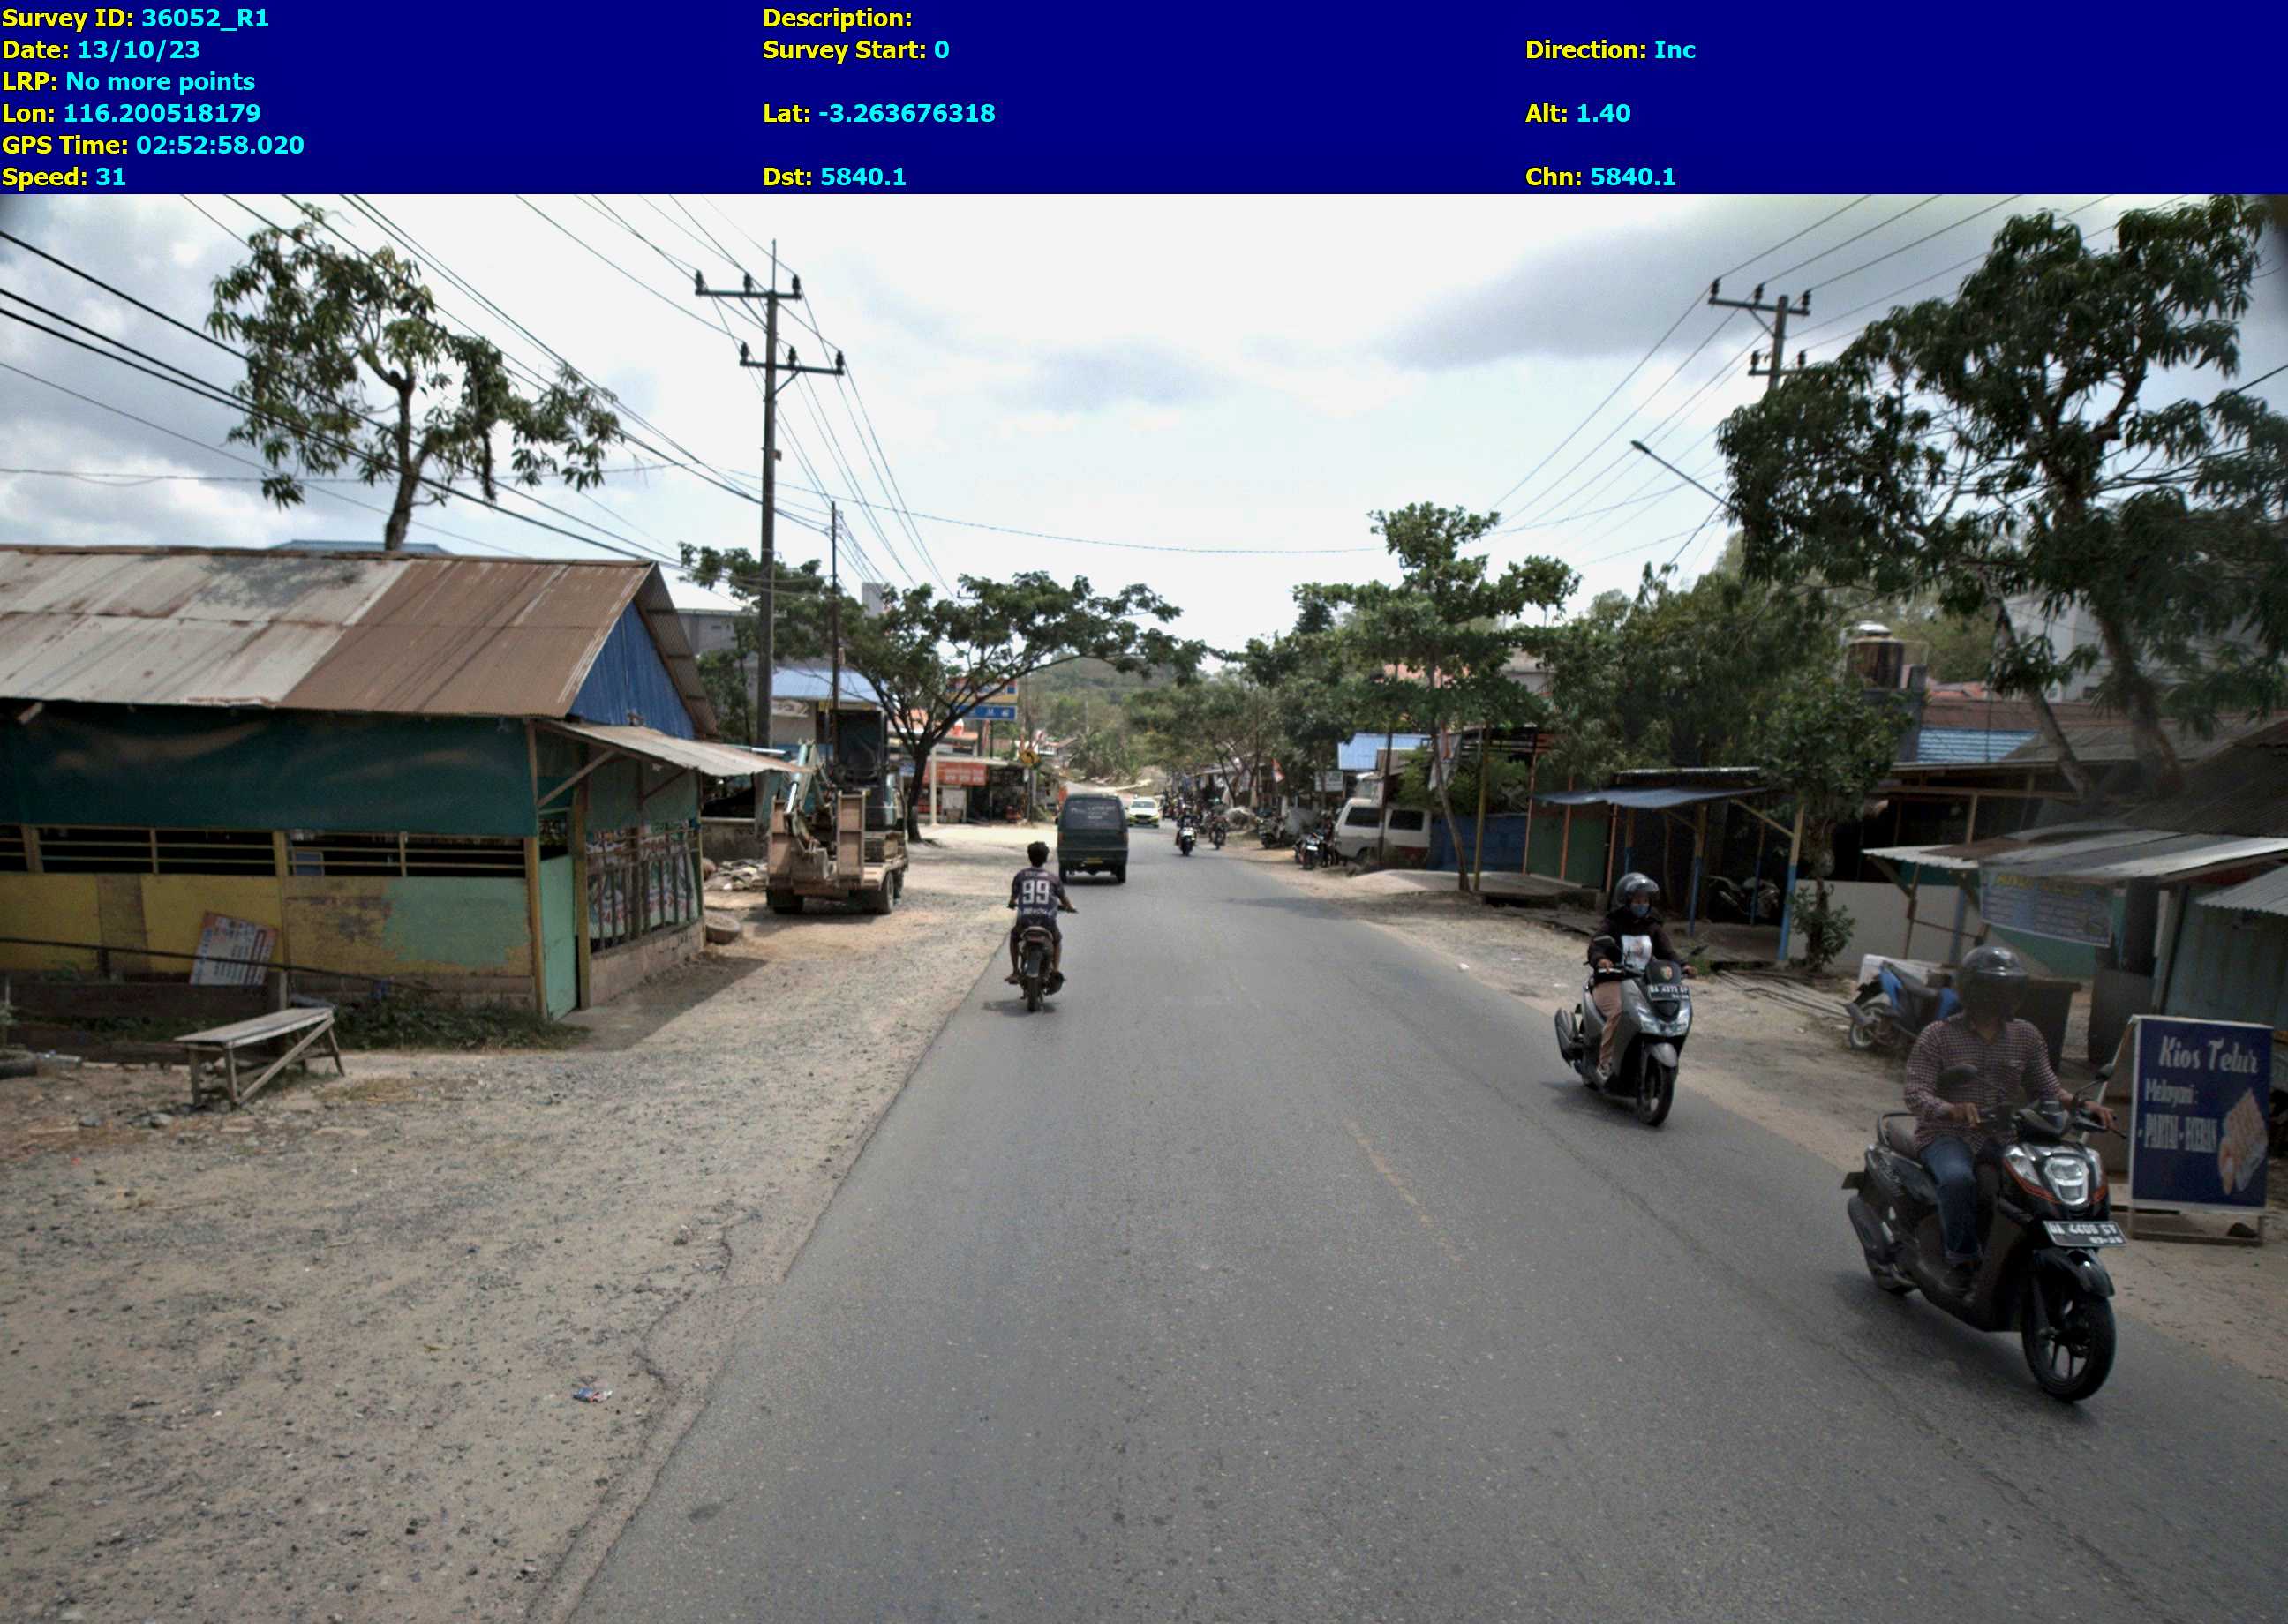 Survey ID: 36052_R1
Description:
Date: 13/10/23
Survey Start: 0
Direction: Inc
LRP: No more points
Lon: 116.200518179
Lat: -3.263676318
Alt: 1.40
GPS Time: 02:52:58.020
Speed: 31
Dst: 5840.1
Chn: 5840.1
99
Kios Telur
Melayani: